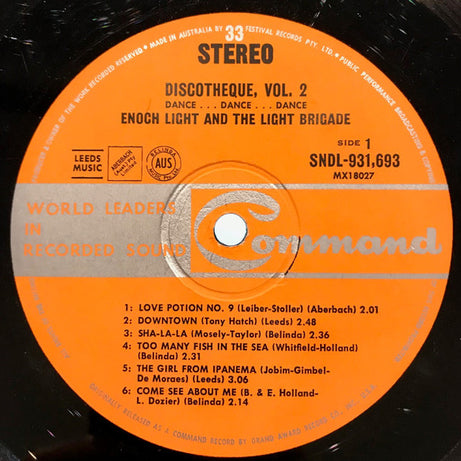 MADE IN AUSTRALIA BY FESTIVAL RECORDS PTY. LTD.
33
STEREO
DISCOTHEQUE, VOL. 2
DANCE . . . DANCE . . . DANCE
ENOCH LIGHT AND THE LIGHT BRIGADE
SIDE 1
SNDL-931,693
MX18027
LEEDS
MUSIC
ABERBACH
(Aust) Pty
Limited
BELINDA
AUS
WORLD LEADERS
IN
RECORDED SOUND
Command
1: LOVE POTION NO. 9 (Leiber-Stoller) (Aberbach) 2.01
2: DOWNTOWN (Tony Hatch) (Leeds) 2.48
3: SHA-LA-LA (Mosely-Taylor) (Belinda) 2.36
4: TOO MANY FISH IN THE SEA (Whitfield-Holland)
(Belinda) 2.31
5: THE GIRL FROM IPANEMA (Jobim-Gimbel-
De Moraes) (Leeds) 3.06
6: COME SEE ABOUT ME (B. & E. Holland-
L. Dozier) (Belinda) 2.14
ORIGINALLY RELEASED AS A COMMAND RECORD BY GRAND AWARD RECORD CO. INC., U.S.A.